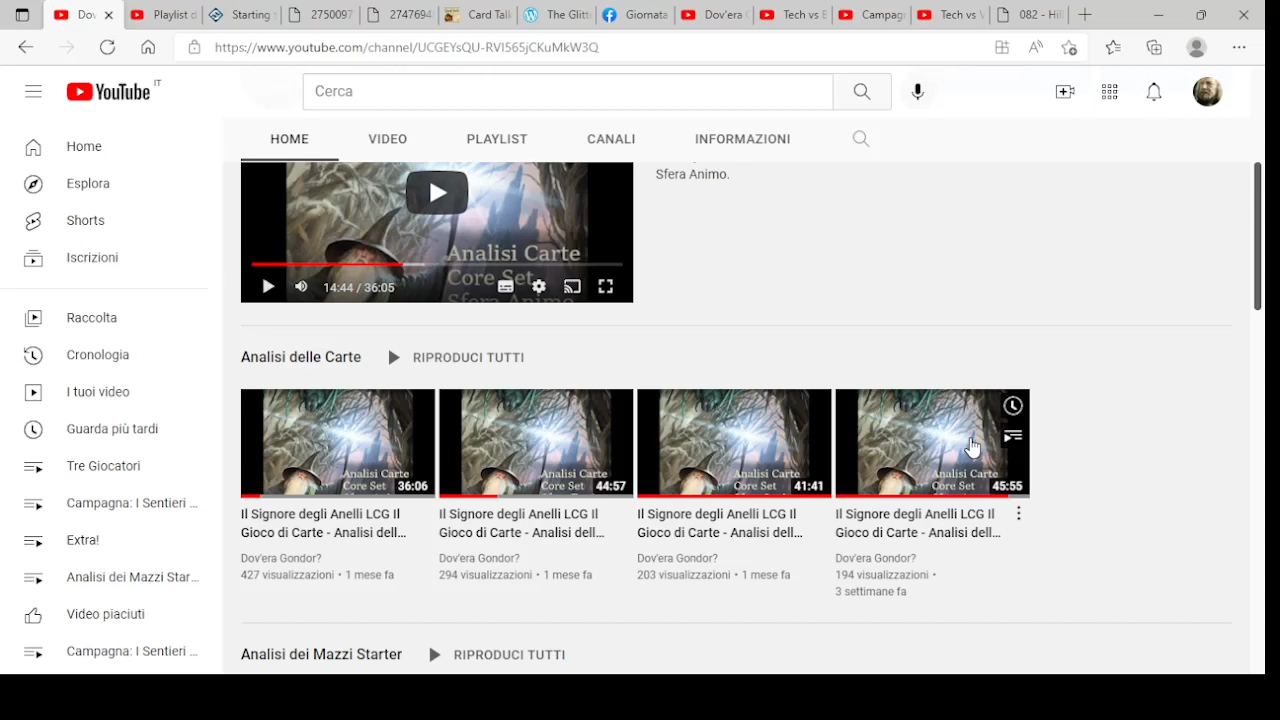 Dov
Playlist d
Starting
2750097
2747694
Card Talk
The Glitt
Giornata
Dov'era G
Tech vs E
Campag
Tech vs V
082 - Hil
https://www.youtube.com/channel/UCGEYsQU-RVI565jCKuMkW3Q
YouTube IT
Cerca
HOME VIDEO PLAYLIST CANALI INFORMAZIONI
Home
Esplora
Shorts
Iscrizioni
Raccolta
Cronologia
I tuoi video
Guarda più tardi
Tre Giocatori
Campagna: I Sentieri ...
Extra!
Analisi dei Mazzi Star...
Video piaciuti
Campagna: I Sentieri ...
Sfera Animo.
Analisi Carte
Core Set
Sfera Animo
14:44 / 36:05
Analisi delle Carte RIPRODUCI TUTTI
Analisi Carte
Core Set
36:06
Il Signore degli Anelli LCG Il
Gioco di Carte - Analisi dell...
Dov'era Gondor?
427 visualizzazioni • 1 mese fa
Analisi Carte
Core Set
44:57
Il Signore degli Anelli LCG Il
Gioco di Carte - Analisi dell...
Dov'era Gondor?
294 visualizzazioni • 1 mese fa
Analisi Carte
Core Set
41:41
Il Signore degli Anelli LCG Il
Gioco di Carte - Analisi dell...
Dov'era Gondor?
203 visualizzazioni • 1 mese fa
Analisi Carte
Core Set
45:55
Il Signore degli Anelli LCG Il
Gioco di Carte - Analisi dell...
Dov'era Gondor?
194 visualizzazioni •
3 settimane fa
Analisi dei Mazzi Starter RIPRODUCI TUTTI